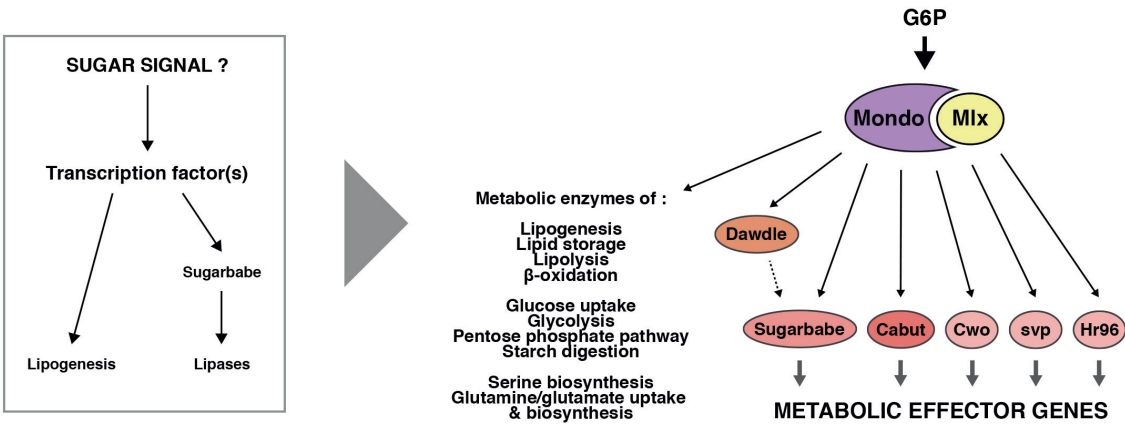 SUGAR SIGNAL ?
Transcription factor(s)
Sugarbabe
Lipogenesis
Lipases
G6P
Mondo
Mlx
Metabolic enzymes of :
Lipogenesis
Lipid storage
Lipolysis
β-oxidation
Glucose uptake
Glycolysis
Pentose phosphate pathway
Starch digestion
Serine biosynthesis
Glutamine/glutamate uptake
& biosynthesis
Dawdle
Sugarbabe
Cabut
Cwo
svp
Hr96
METABOLIC EFFECTOR GENES